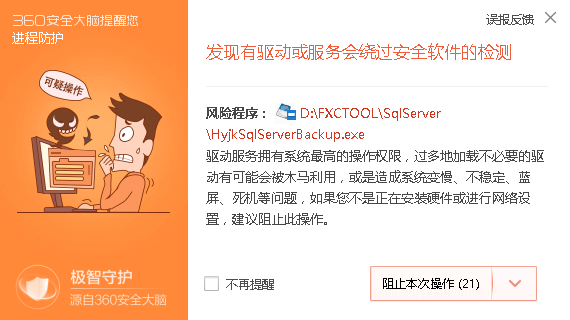 360安全大脑提醒您
进程防护
可疑操作
极智守护
源自360安全大脑
误报反馈
发现有驱动或服务会绕过安全软件的检测
风险程序： D:\FXCTOOL\SqlServer
\HyjkSqlServerBackup.exe
驱动服务拥有系统最高的操作权限，过多地加载不必要的驱
动有可能会被木马利用，或是造成系统变慢、不稳定、蓝
屏、死机等问题，如果您不是正在安装硬件或进行网络设
置，建议阻止此操作。
不再提醒
阻止本次操作 (21)